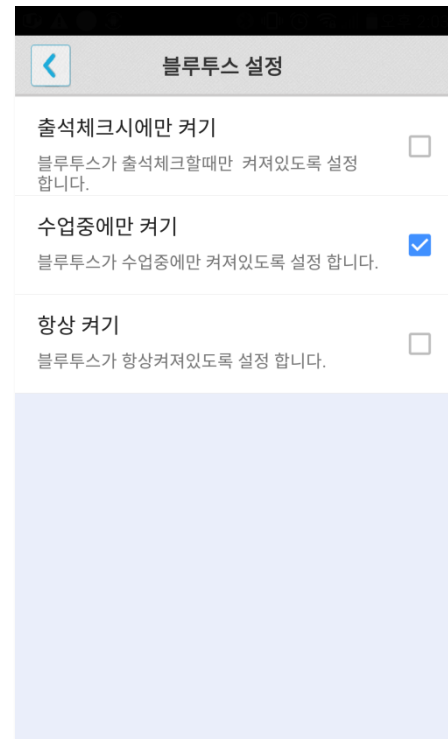 블루투스 설정
출석체크시에만 켜기
블루투스가 출석체크할때만 켜져있도록 설정
합니다.
수업중에만 켜기
블루투스가 수업중에만 켜져있도록 설정 합니다.
항상 켜기
블루투스가 항상켜져있도록 설정 합니다.